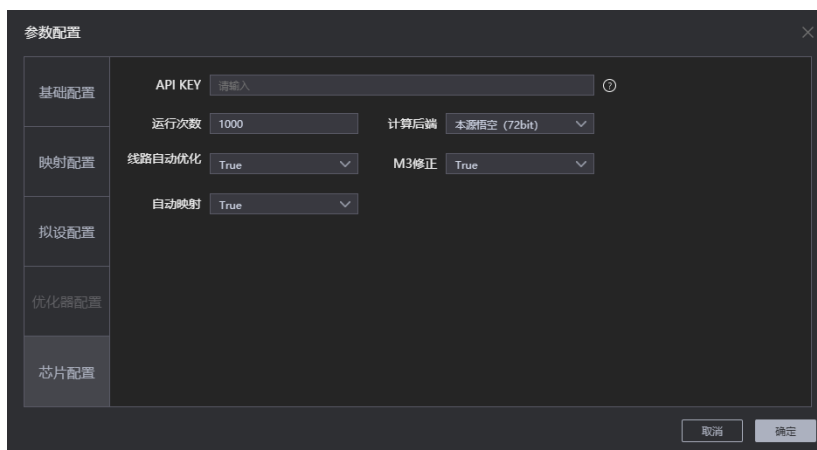 参数配置
基础配置
映射配置
拟设配置
优化器配置
芯片配置
API KEY 请输入
运行次数 1000 计算后端 本源悟空 (72bit)
线路自动优化 True M3修正 True
自动映射 True
取消 确定